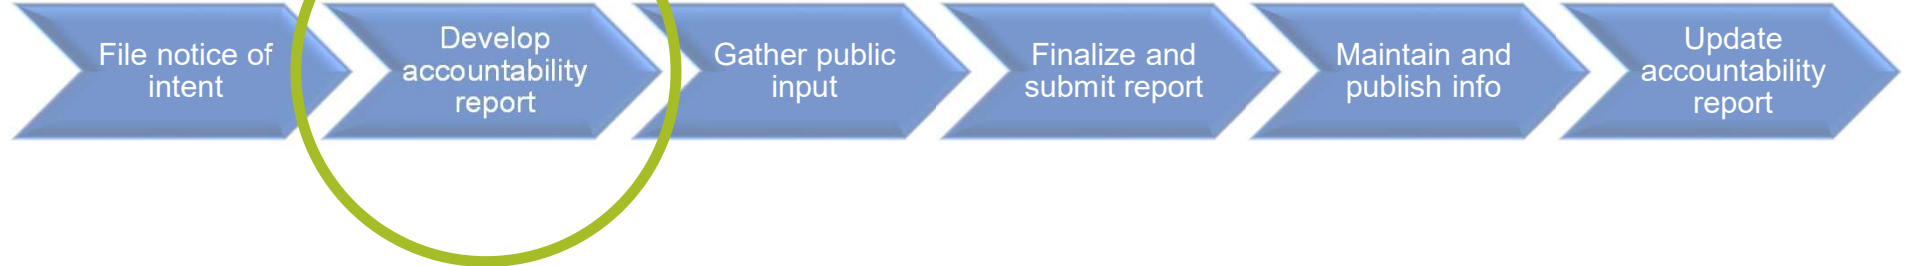 File notice of
intent
Develop
accountability
report
Gather public
input
Finalize and
submit report
Maintain and
publish info
Update
accountability
report